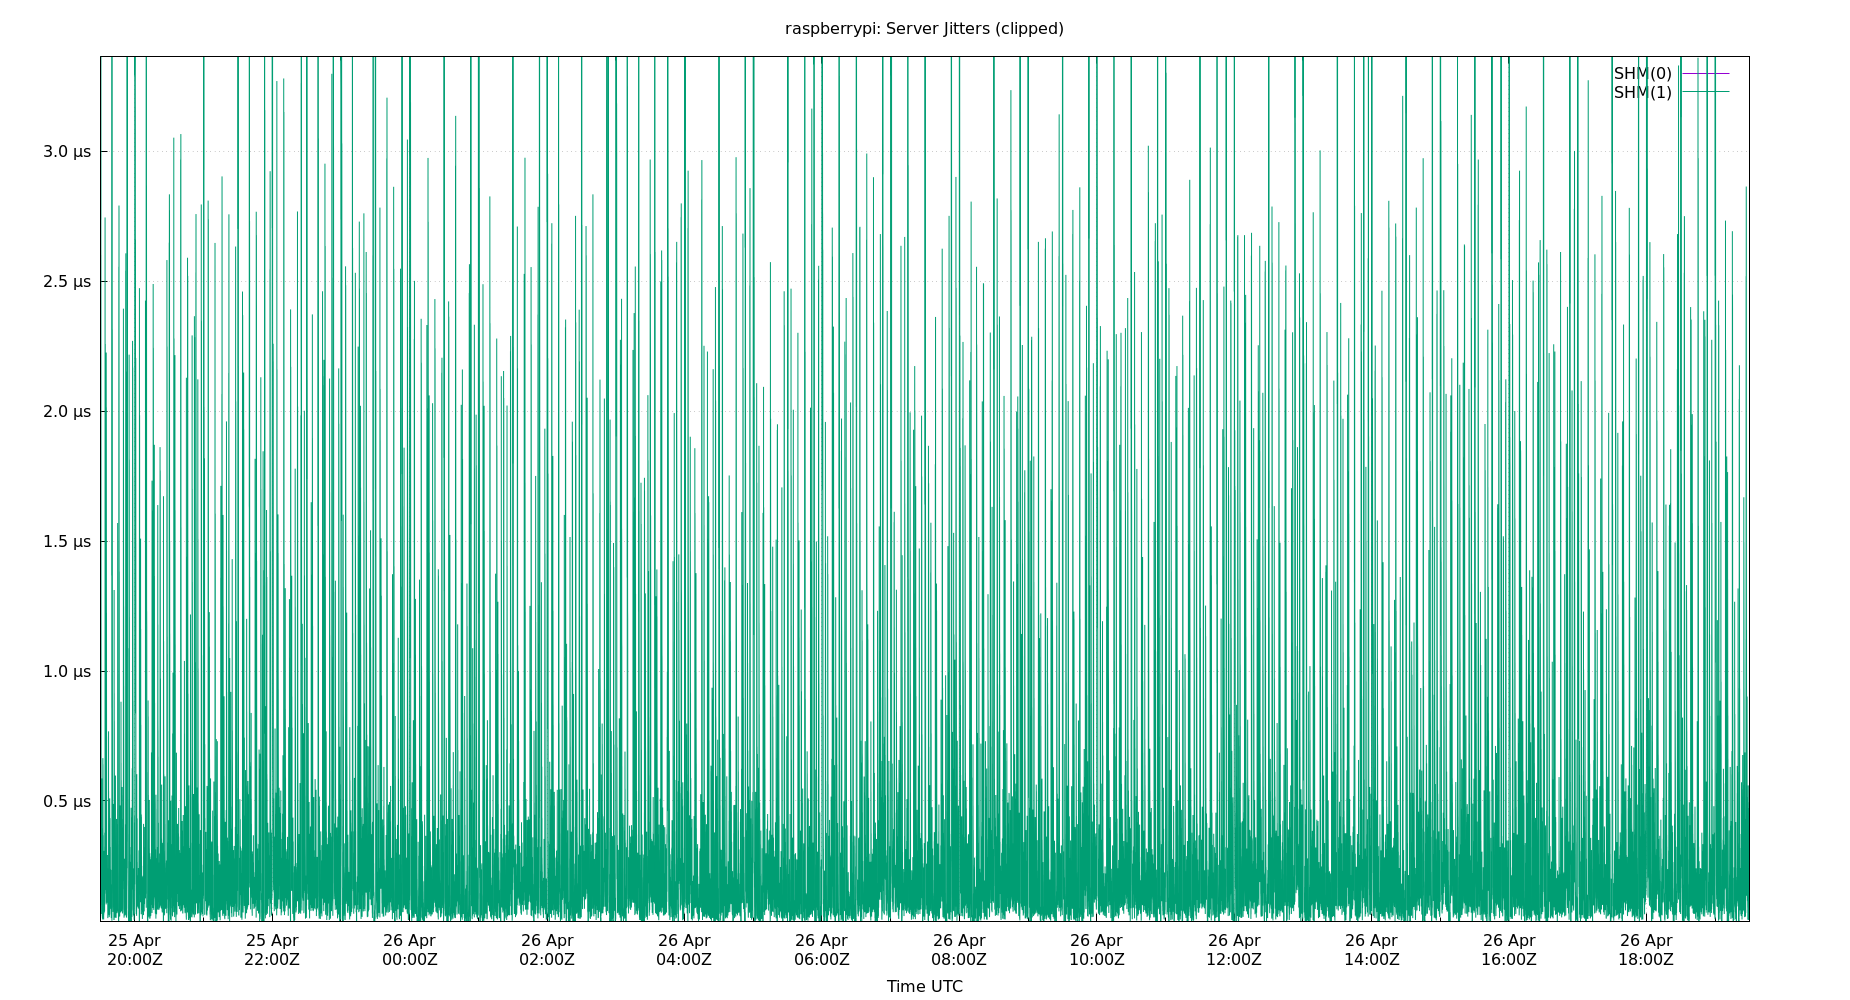 raspberrypi: Server Jitters (clipped)
SHM(0)
SHM(1)
3.0 µs
2.5 µs
2.0 µs
1.5 µs
1.0 µs
0.5 µs
25 Apr 25 Apr 26 Apr 26 Apr 26 Apr 26 Apr 26 Apr 26 Apr 26 Apr 26 Apr 26 Apr 26 Apr
20:00Z 22:00Z 00:00Z 02:00Z 04:00Z 06:00Z 08:00Z 10:00Z 12:00Z 14:00Z 16:00Z 18:00Z
Time UTC